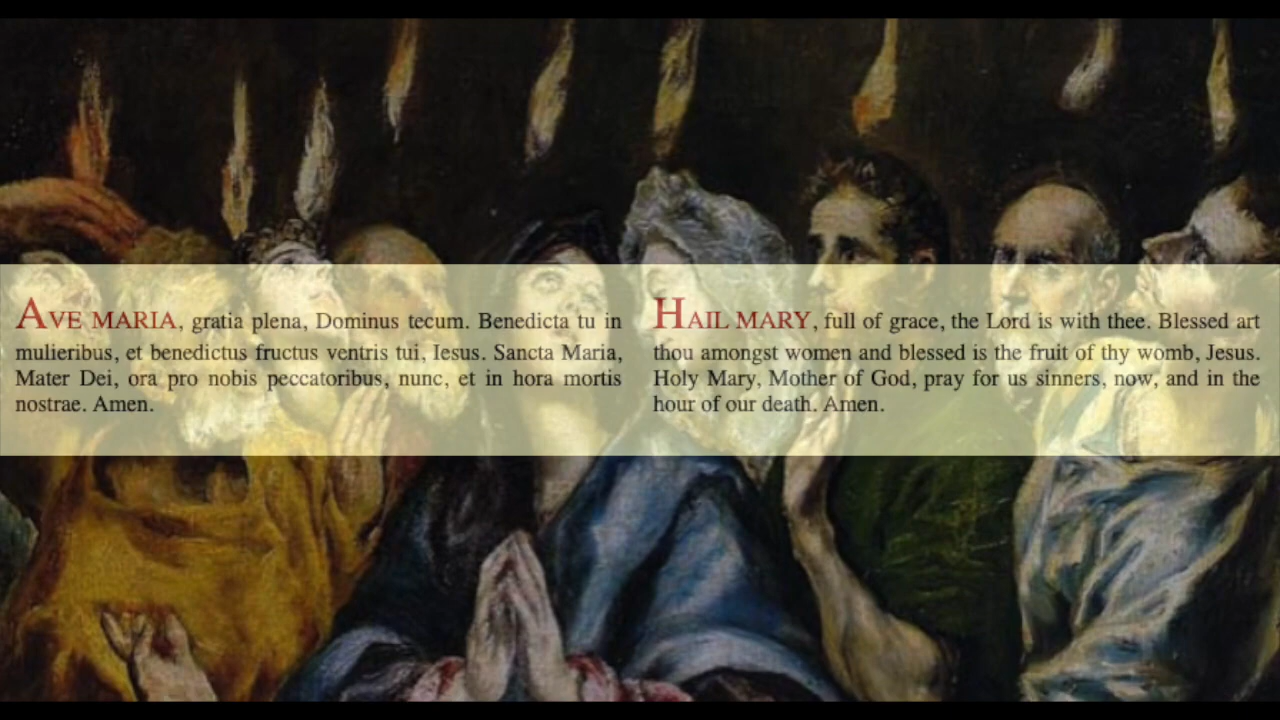 AVE MARIA, gratia plena, Dominus tecum. Benedicta tu in
mulieribus, et benedictus fructus ventris tui, Iesus. Sancta Maria,
Mater Dei, ora pro nobis peccatoribus, nunc, et in hora mortis
nostrae. Amen.
HAIL MARY, full of grace, the Lord is with thee. Blessed art
thou amongst women and blessed is the fruit of thy womb, Jesus.
Holy Mary, Mother of God, pray for us sinners, now, and in the
hour of our death. Amen.